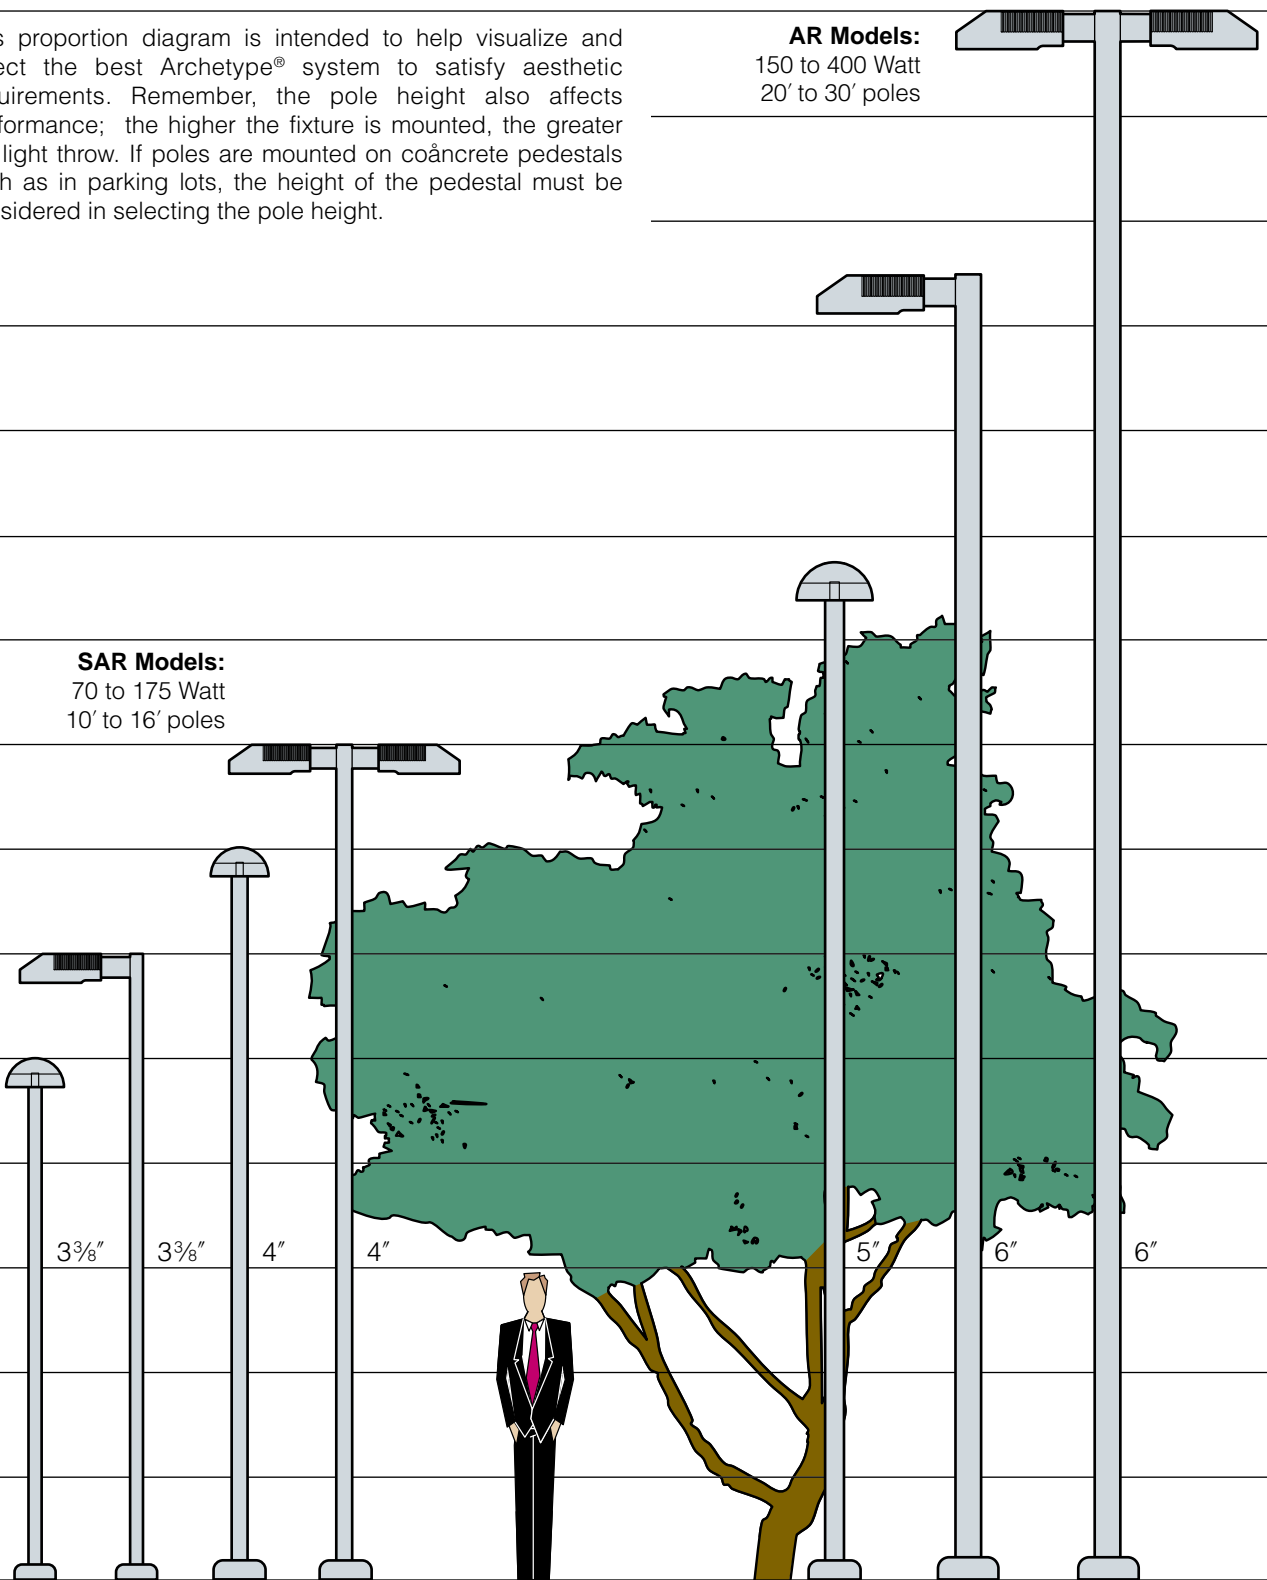 s proportion diagram is intended to help visualize and
ect the best Archetype® system to satisfy aesthetic
uirements. Remember, the pole height also affects
formance; the higher the fixture is mounted, the greater
light throw. If poles are mounted on coåncrete pedestals
h as in parking lots, the height of the pedestal must be
sidered in selecting the pole height.
AR Models:
150 to 400 Watt
20′ to 30′ poles
SAR Models:
70 to 175 Watt
10′ to 16′ poles
3⅜″ 3⅜″ 4″ 4″ 5″ 6″ 6″